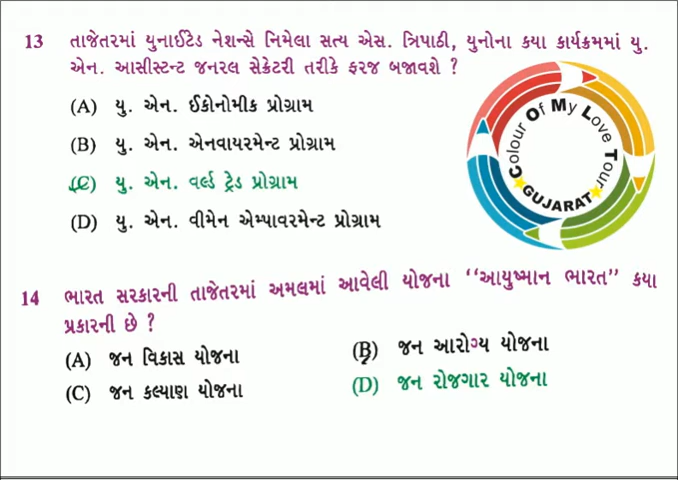 13 તાજેતરમાં યુનાઈટેડ નેશન્સે નિમેલા સત્ય એસ. ત્રિપાઠી, યુનોના કયા કાર્યક્રમમાં યુ.
એન. આસીસ્ટન્ટ જનરલ સેક્રેટરી તરીકે ફરજ બજાવશે ?
(A) યુ. એન. ઈકોનોમીક પ્રોગ્રામ
(B) યુ. એન. એનવાયરમેન્ટ પ્રોગ્રામ
(C) યુ. એન. વર્લ્ડ ટ્રેડ પ્રોગ્રામ
(D) યુ. એન. વીમેન એમ્પાવરમેન્ટ પ્રોગ્રામ
Colour Of My Love Tour
GUJARAT
14 ભારત સરકારની તાજેતરમાં અમલમાં આવેલી યોજના ‘‘આયુષ્માન ભારત” કયા
પ્રકારની છે ?
(A) જન વિકાસ યોજના (B) જન આરોગ્ય યોજના
(C) જન કલ્યાણ યોજના (D) જન રોજગાર યોજના